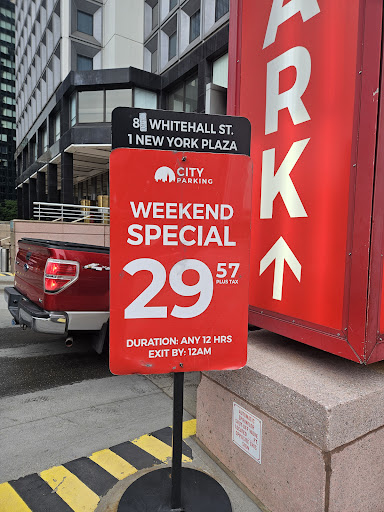 PARK
WHITEHALL ST.
1 NEW YORK PLAZA
CITY
PARKING
WEEKEND
SPECIAL
29 57
PLUS TAX
DURATION: ANY 12 HRS
EXIT BY: 12AM